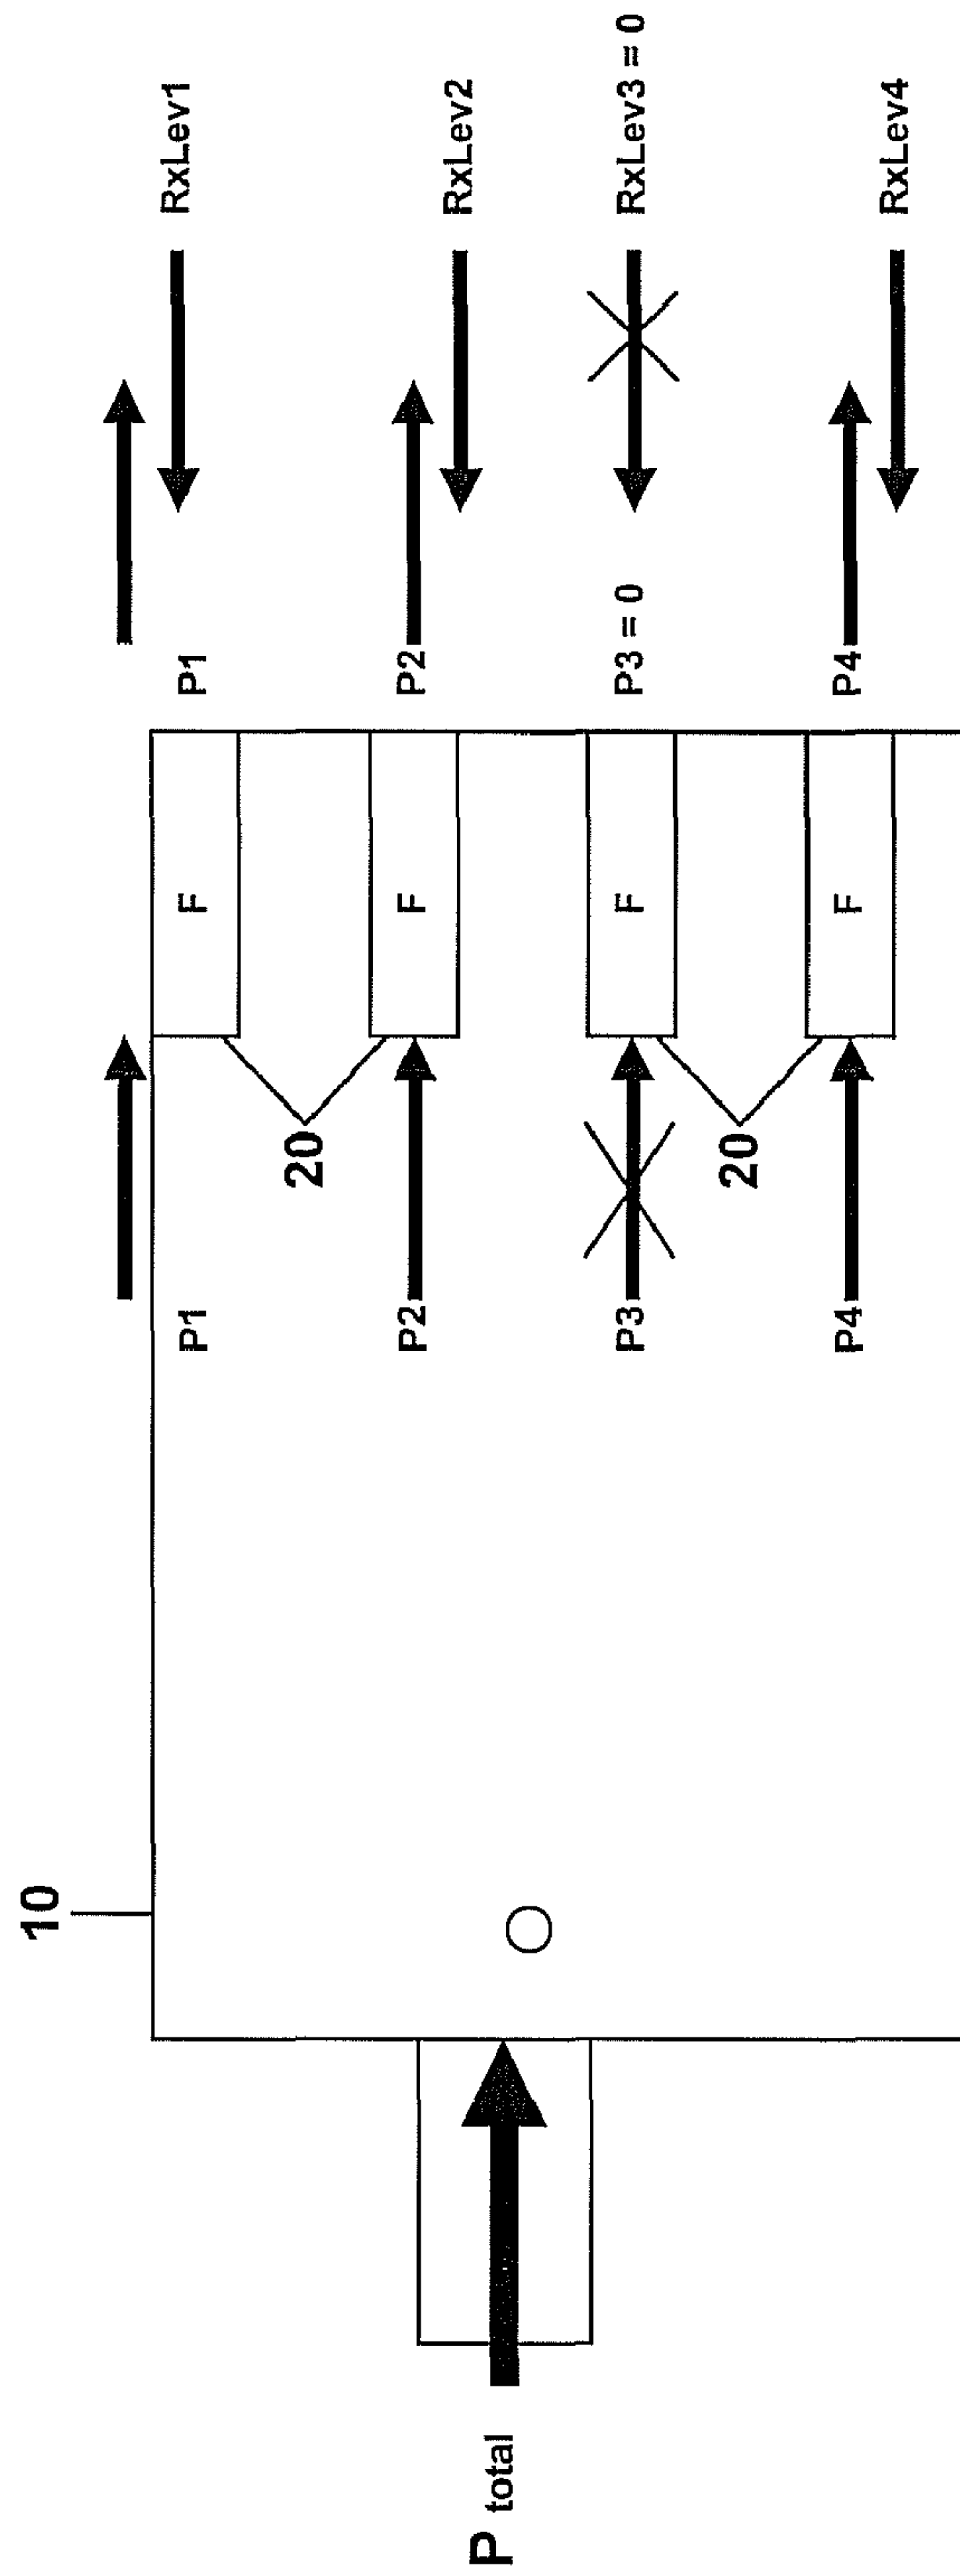 10
P total
P1
P1
RxLev1
20
P2
P2
RxLev2
P3
P3 = 0
RxLev3 = 0
20
P4
P4
RxLev4
F
F
F
F